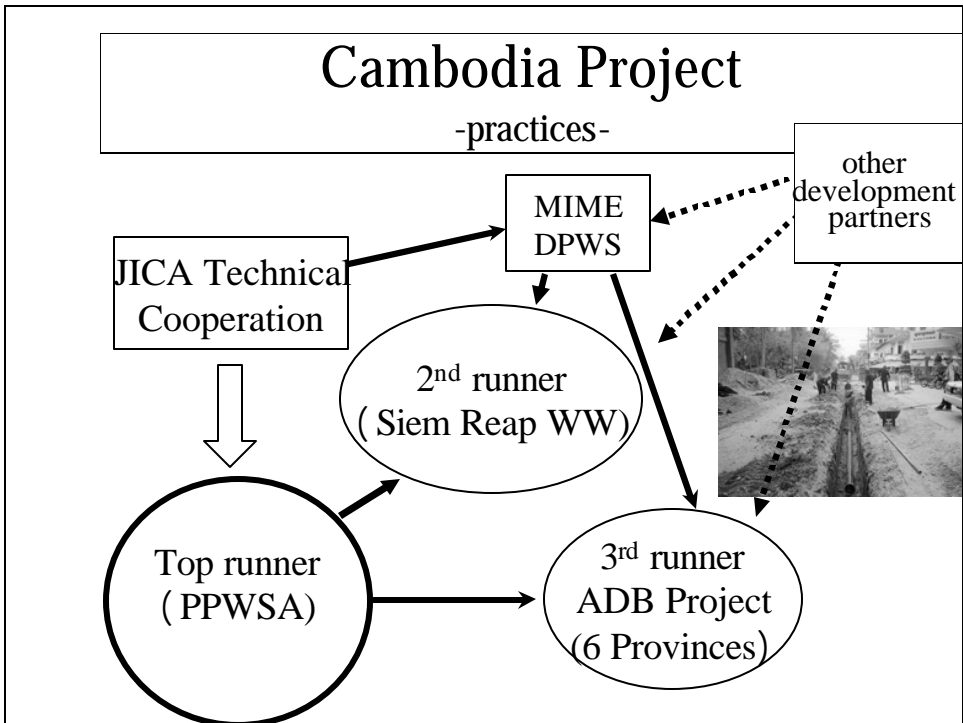 Cambodia Project
-practices-
other
development
partners
MIME
DPWS
JICA Technical
Cooperation
2nd runner
( Siem Reap WW)
Top runner
( PPWSA)
3rd runner
ADB Project
(6 Provinces)